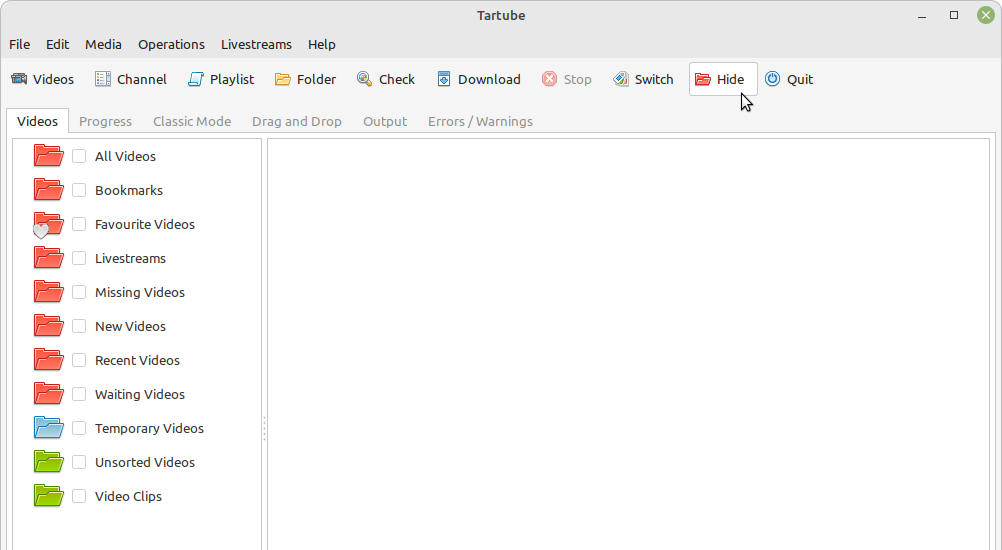 Tartube
File Edit Media Operations Livestreams Help
Videos Channel Playlist Folder Check Download Stop Switch Hide Quit
Videos Progress Classic Mode Drag and Drop Output Errors / Warnings
All Videos
Bookmarks
Favourite Videos
Livestreams
Missing Videos
New Videos
Recent Videos
Waiting Videos
Temporary Videos
Unsorted Videos
Video Clips